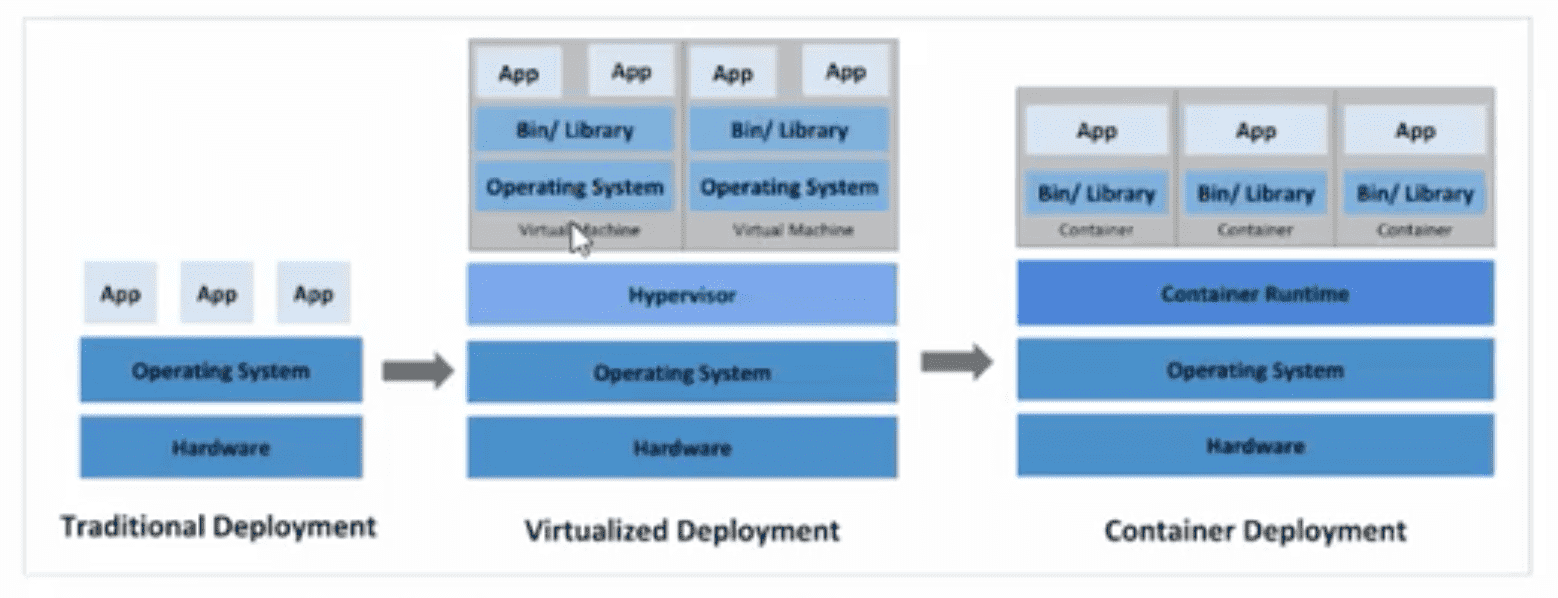 App App App
Operating System
Hardware
Traditional Deployment
App App App App
Bin/ Library Bin/ Library
Operating System Operating System
Virtual Machine Virtual Machine
Hypervisor
Operating System
Hardware
Virtualized Deployment
App App App
Bin/ Library Bin/ Library Bin/ Library
Container Container Container
Container Runtime
Operating System
Hardware
Container Deployment